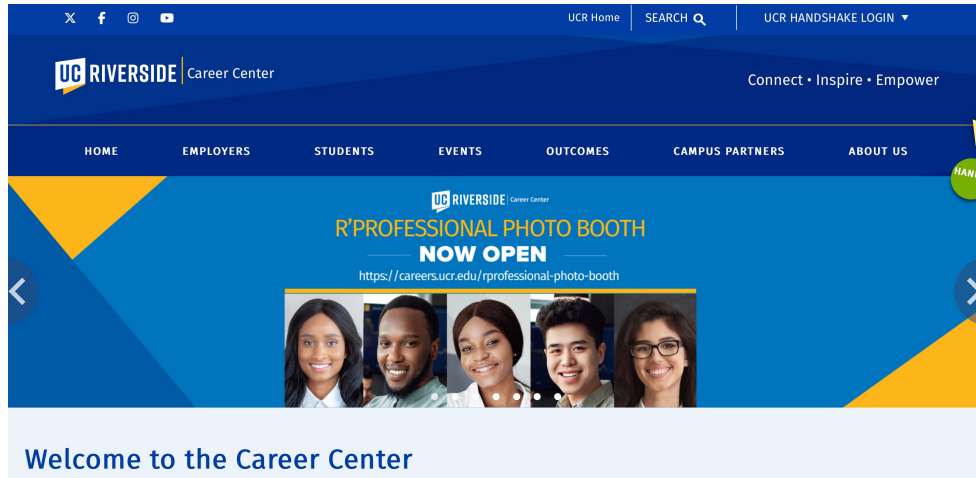 UCR Home
SEARCH
UCR HANDSHAKE LOGIN
UC RIVERSIDE Career Center
Connect • Inspire • Empower
HOME EMPLOYERS STUDENTS EVENTS OUTCOMES CAMPUS PARTNERS ABOUT US
UC RIVERSIDE Career Center
R'PROFESSIONAL PHOTO BOOTH
NOW OPEN
https://careers.ucr.edu/rprofessional-photo-booth
Welcome to the Career Center